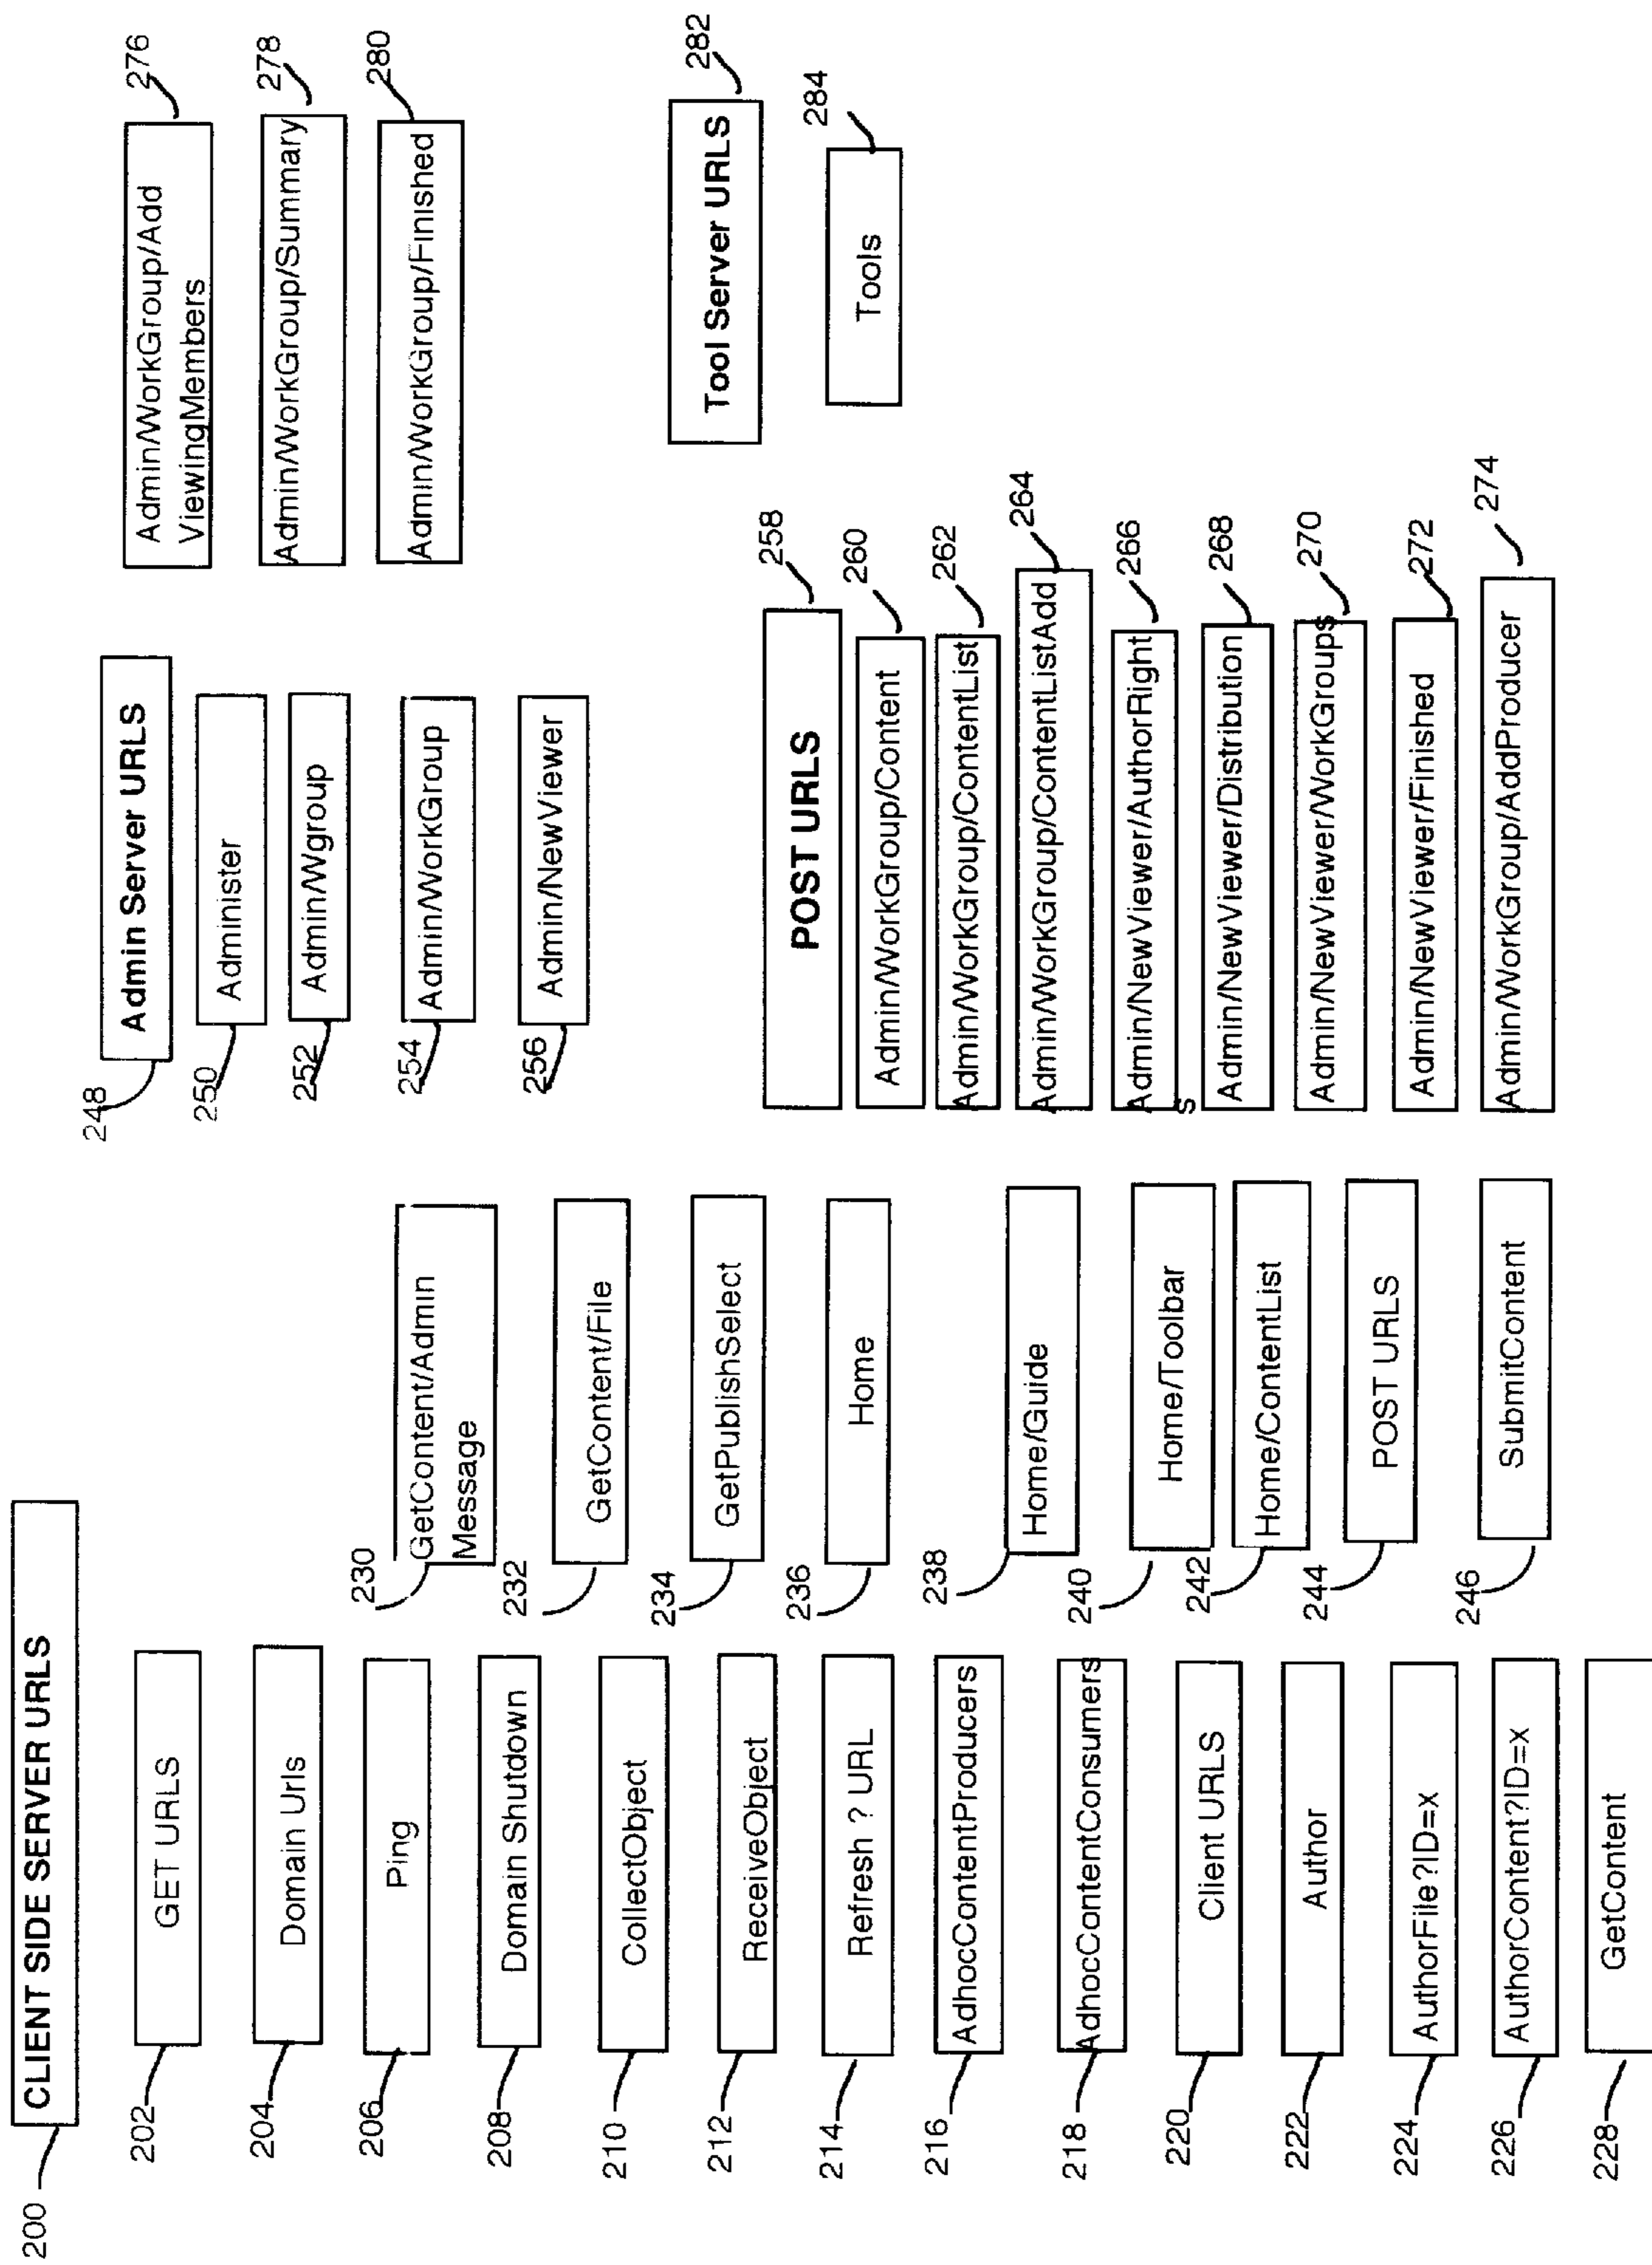 200
CLIENT SIDE SERVER URLS
202
GET URLS
204
Domain Urls
206
Ping
208
Domain Shutdown
210
CollectObject
212
ReceiveObject
214
Refresh ? URL
216
AdhocContentProducers
218
AdhocContentConsumers
220
Client URLS
222
Author
224
AuthorFile?ID=x
226
AuthorContent?ID=x
228
GetContent
230
GetContent/Admin
Message
232
GetContent/File
234
GetPublishSelect
236
Home
238
Home/Guide
240
Home/Toolbar
242
Home/ContentList
244
POST URLS
246
SubmitContent
248
Admin Server URLS
250
Administer
252
Admin/Wgroup
254
Admin/WorkGroup
256
Admin/NewViewer
POST URLS
258
Admin/WorkGroup/Content
260
Admin/WorkGroup/ContentList
262
Admin/WorkGroup/ContentListAdd
264
Admin/NewViewer/AuthorRight
s
266
Admin/NewViewer/Distribution
268
Admin/NewViewer/WorkGroups
270
Admin/NewViewer/Finished
272
Admin/WorkGroup/AddProducer
274
Admin/WorkGroup/Add
ViewingMembers
276
Admin/WorkGroup/Summary
278
Admin/WorkGroup/Finished
280
Tool Server URLS
282
Tools
284